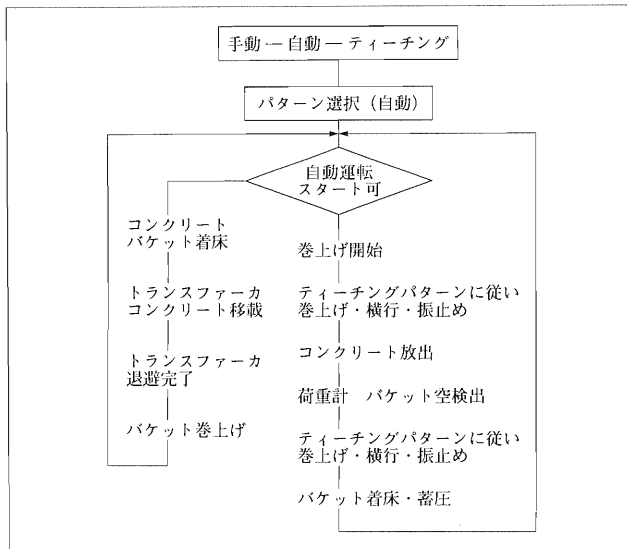 手動―自動―ティーチング
パターン選択（自動）
自動運転
スタート可
コンクリート
バケット着床
トランスファーカ
コンクリート移載
トランスファーカ
退避完了
バケット巻上げ
巻上げ開始
ティーチングパターンに従い
巻上げ・横行・振止め
コンクリート放出
荷重計　バケット空検出
ティーチングパターンに従い
巻上げ・横行・振止め
バケット着床・蓄圧